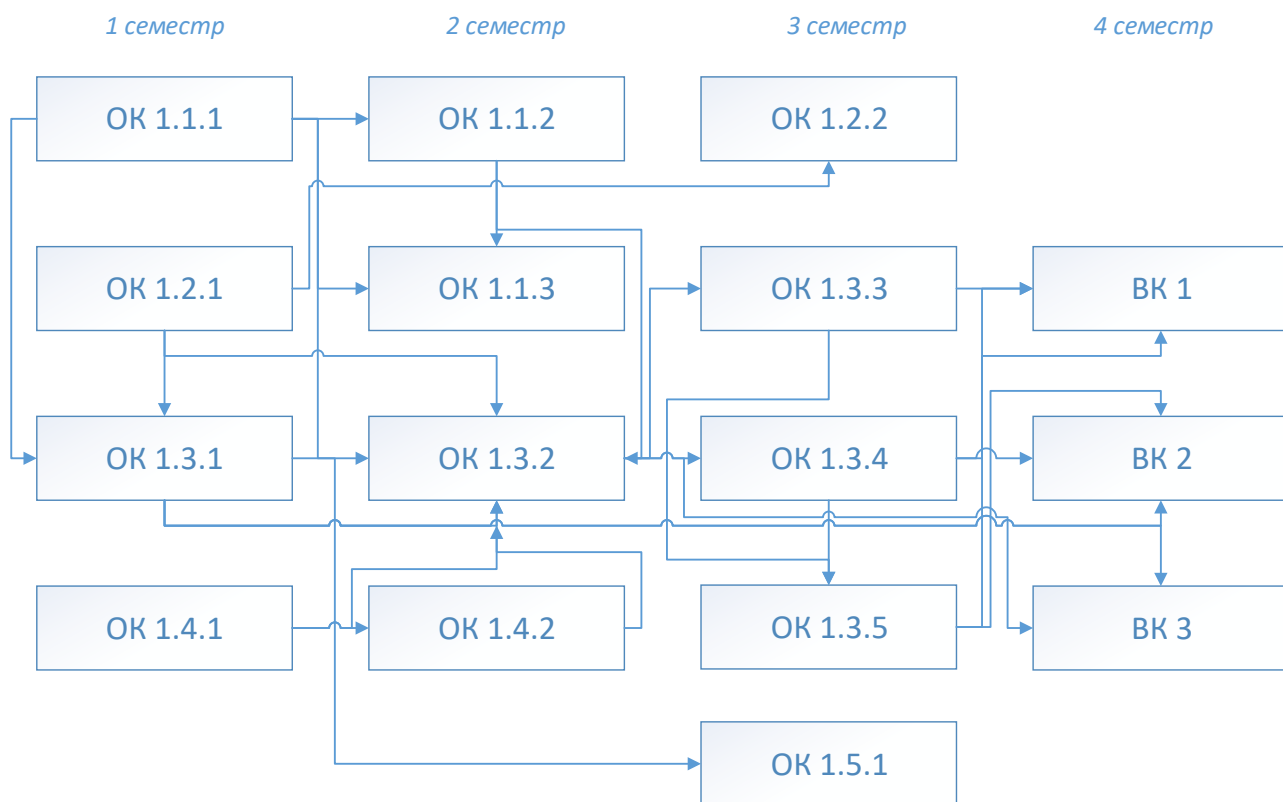 1 семестр 2 семестр 3 семестр 4 семестр
ОК 1.1.1 ОК 1.1.2 ОК 1.2.2
ОК 1.2.1 ОК 1.1.3 ОК 1.3.3 ВК 1
ОК 1.3.1 ОК 1.3.2 ОК 1.3.4 ВК 2
ОК 1.4.1 ОК 1.4.2 ОК 1.3.5 ВК 3
ОК 1.5.1